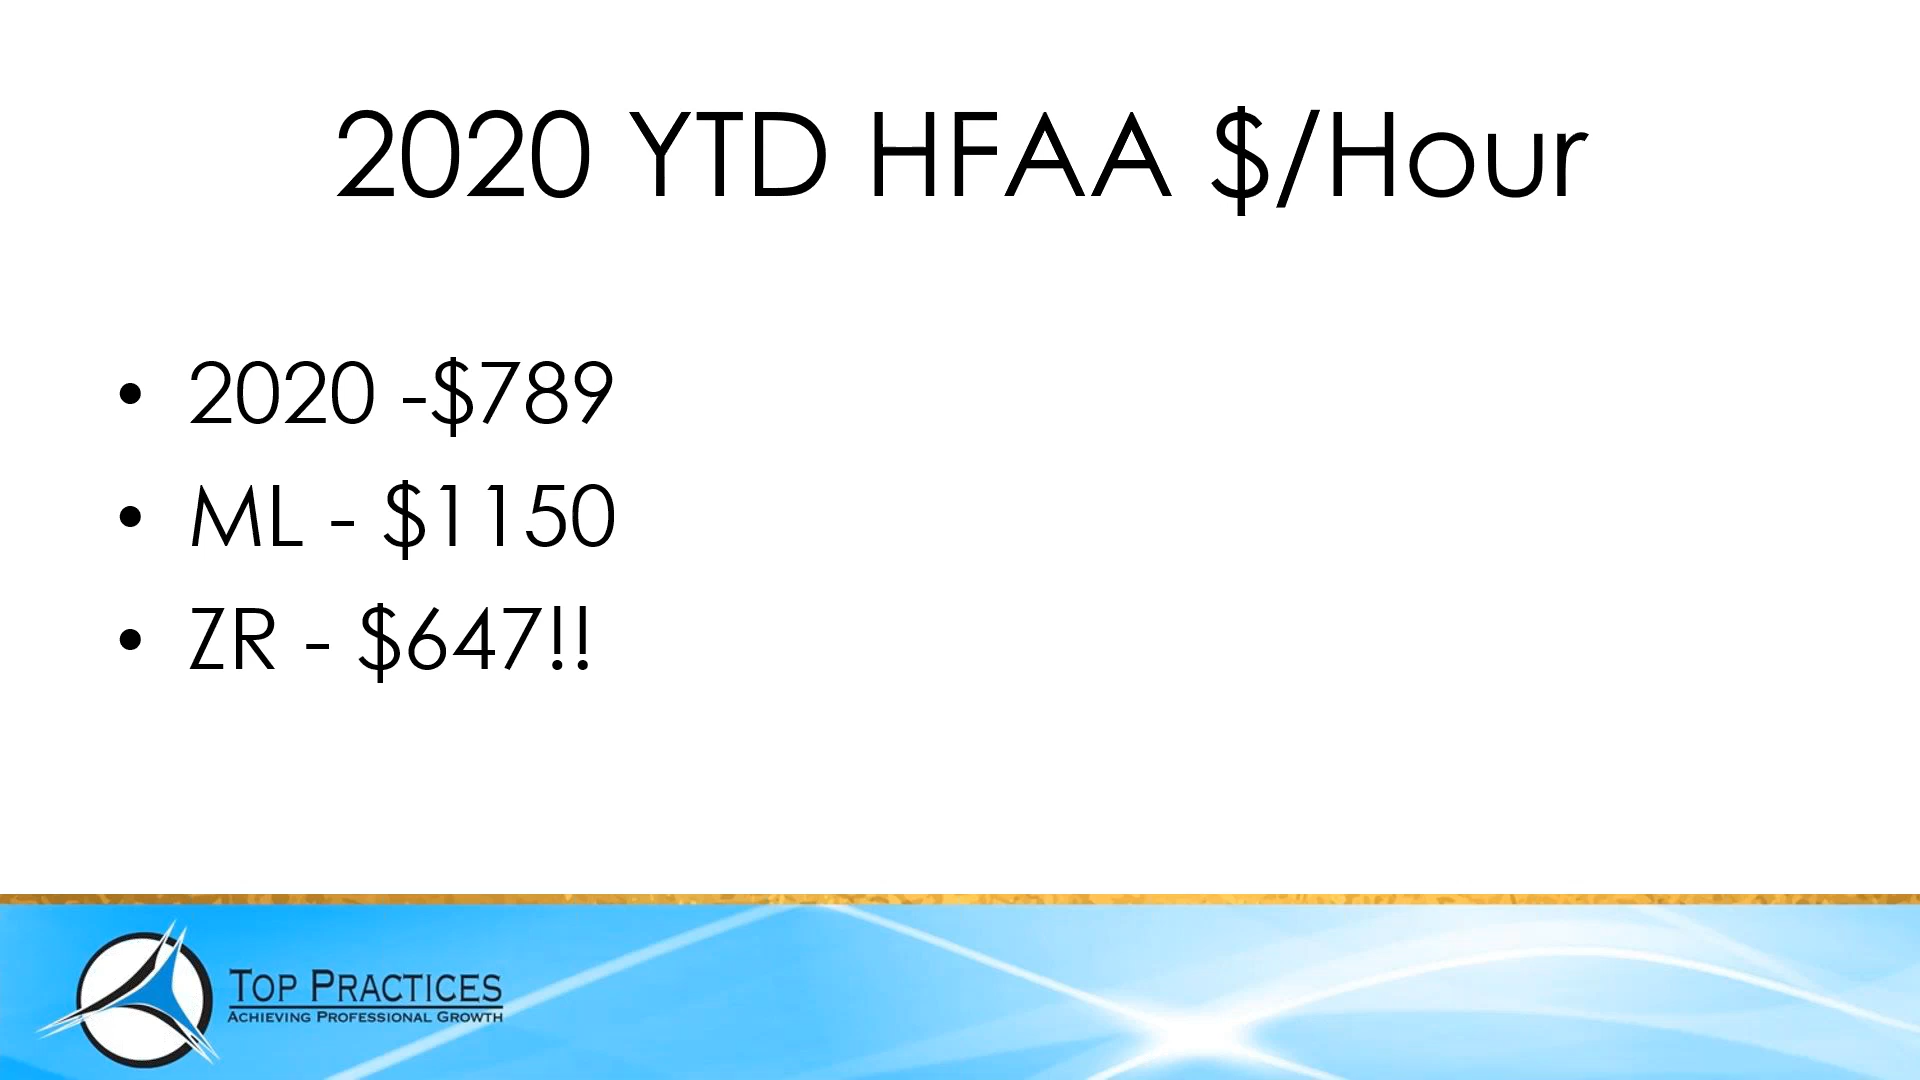 2020 YTD HFAA $/Hour
• 2020 -$789
• ML - $1150
• ZR - $647!!
TOP PRACTICES
ACHIEVING PROFESSIONAL GROWTH